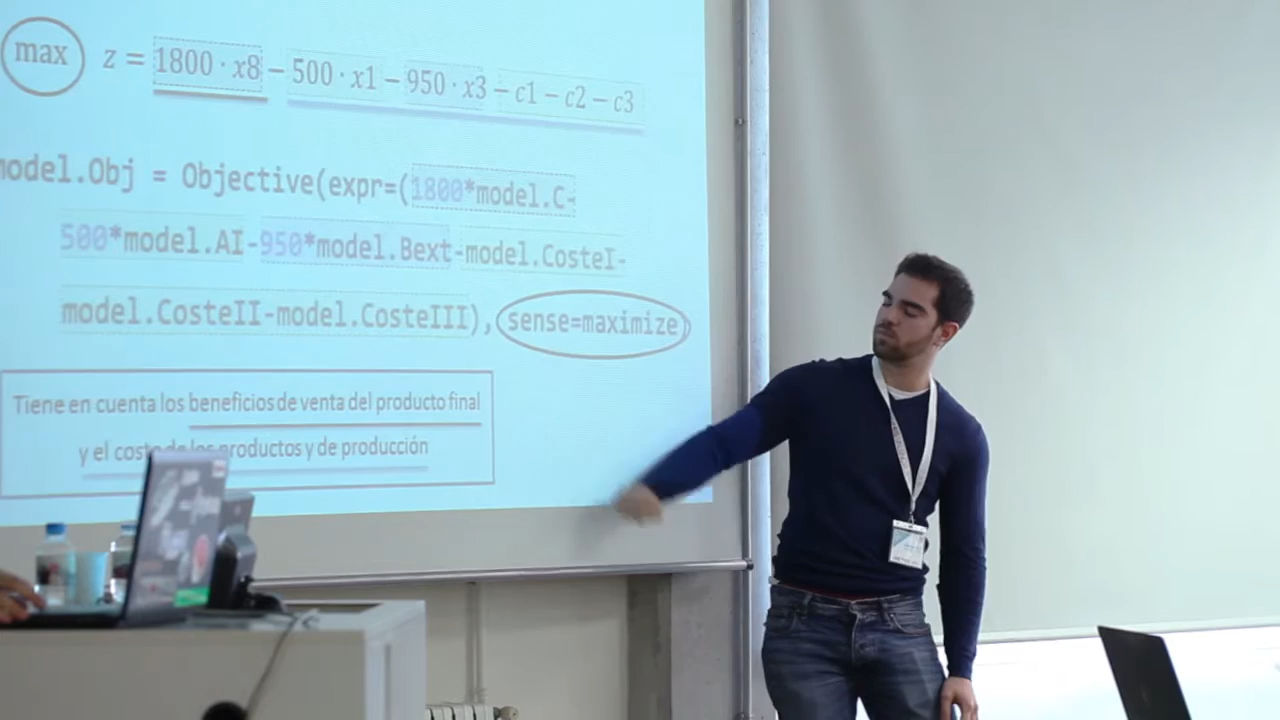 max z = 1800 · x8 − 500 · x1 − 950 · x3 − c1 − c2 − c3
model.Obj = Objective(expr=(1800*model.C-
500*model.AI-950*model.Bext-model.CosteI-
model.CosteII-model.CosteIII), sense=maximize)
Tiene en cuenta los beneficios de venta del producto final
y el coste de los productos y de producción